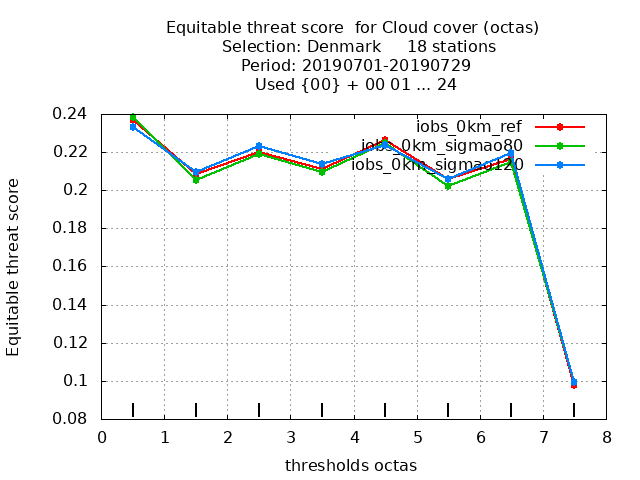 Equitable threat score  for Cloud cover (octas)
Selection: Denmark     18 stations
Period: 20190701-20190729
Used {00} + 00 01 ... 24
iobs_0km_ref
iobs_0km_sigmao80
iobs_0km_sigmao120
Equitable threat score
0.24
0.22
0.2
0.18
0.16
0.14
0.12
0.1
0.08
0 1 2 3 4 5 6 7 8
thresholds octas